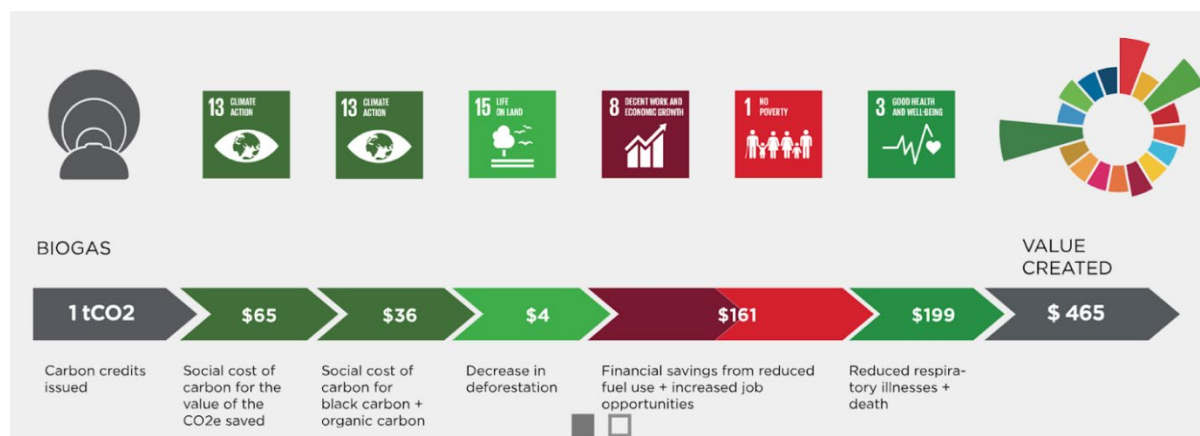 13 CLIMATE
ACTION
13 CLIMATE
ACTION
15 LIFE
ON LAND
8 DECENT WORK AND
ECONOMIC GROWTH
1 NO
POVERTY
3 GOOD HEALTH
AND WELL-BEING
BIOGAS
VALUE
CREATED
1 tCO2
$65
$36
$4
$161
$199
$ 465
Carbon credits
issued
Social cost of
carbon for the
value of the
CO2e saved
Social cost of
carbon for
black carbon +
organic carbon
Decrease in
deforestation
Financial savings from reduced
fuel use + increased job
opportunities
Reduced respira-
tory illnesses +
death